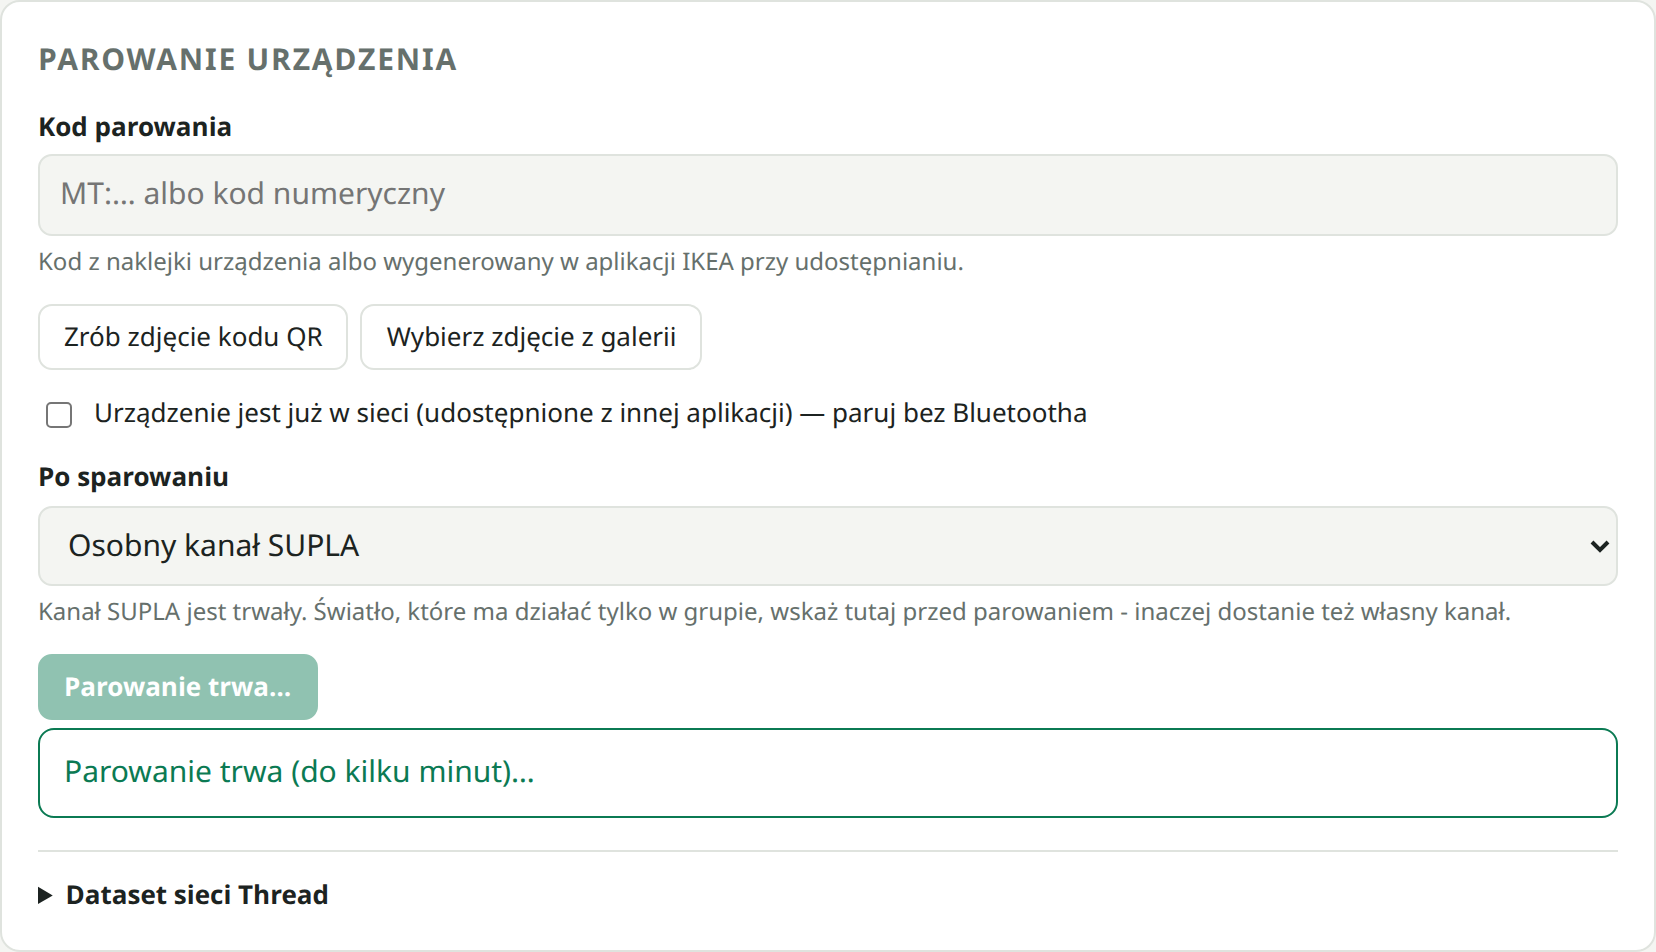 PAROWANIE URZĄDZENIA
Kod parowania
MT:... albo kod numeryczny
Kod z naklejki urządzenia albo wygenerowany w aplikacji IKEA przy udostępnianiu.
Zrób zdjęcie kodu QR
Wybierz zdjęcie z galerii
Urządzenie jest już w sieci (udostępnione z innej aplikacji) — paruj bez Bluetootha
Po sparowaniu
Osobny kanał SUPLA
Kanał SUPLA jest trwały. Światło, które ma działać tylko w grupie, wskaż tutaj przed parowaniem - inaczej dostanie też własny kanał.
Parowanie trwa...
Parowanie trwa (do kilku minut)...
Dataset sieci Thread